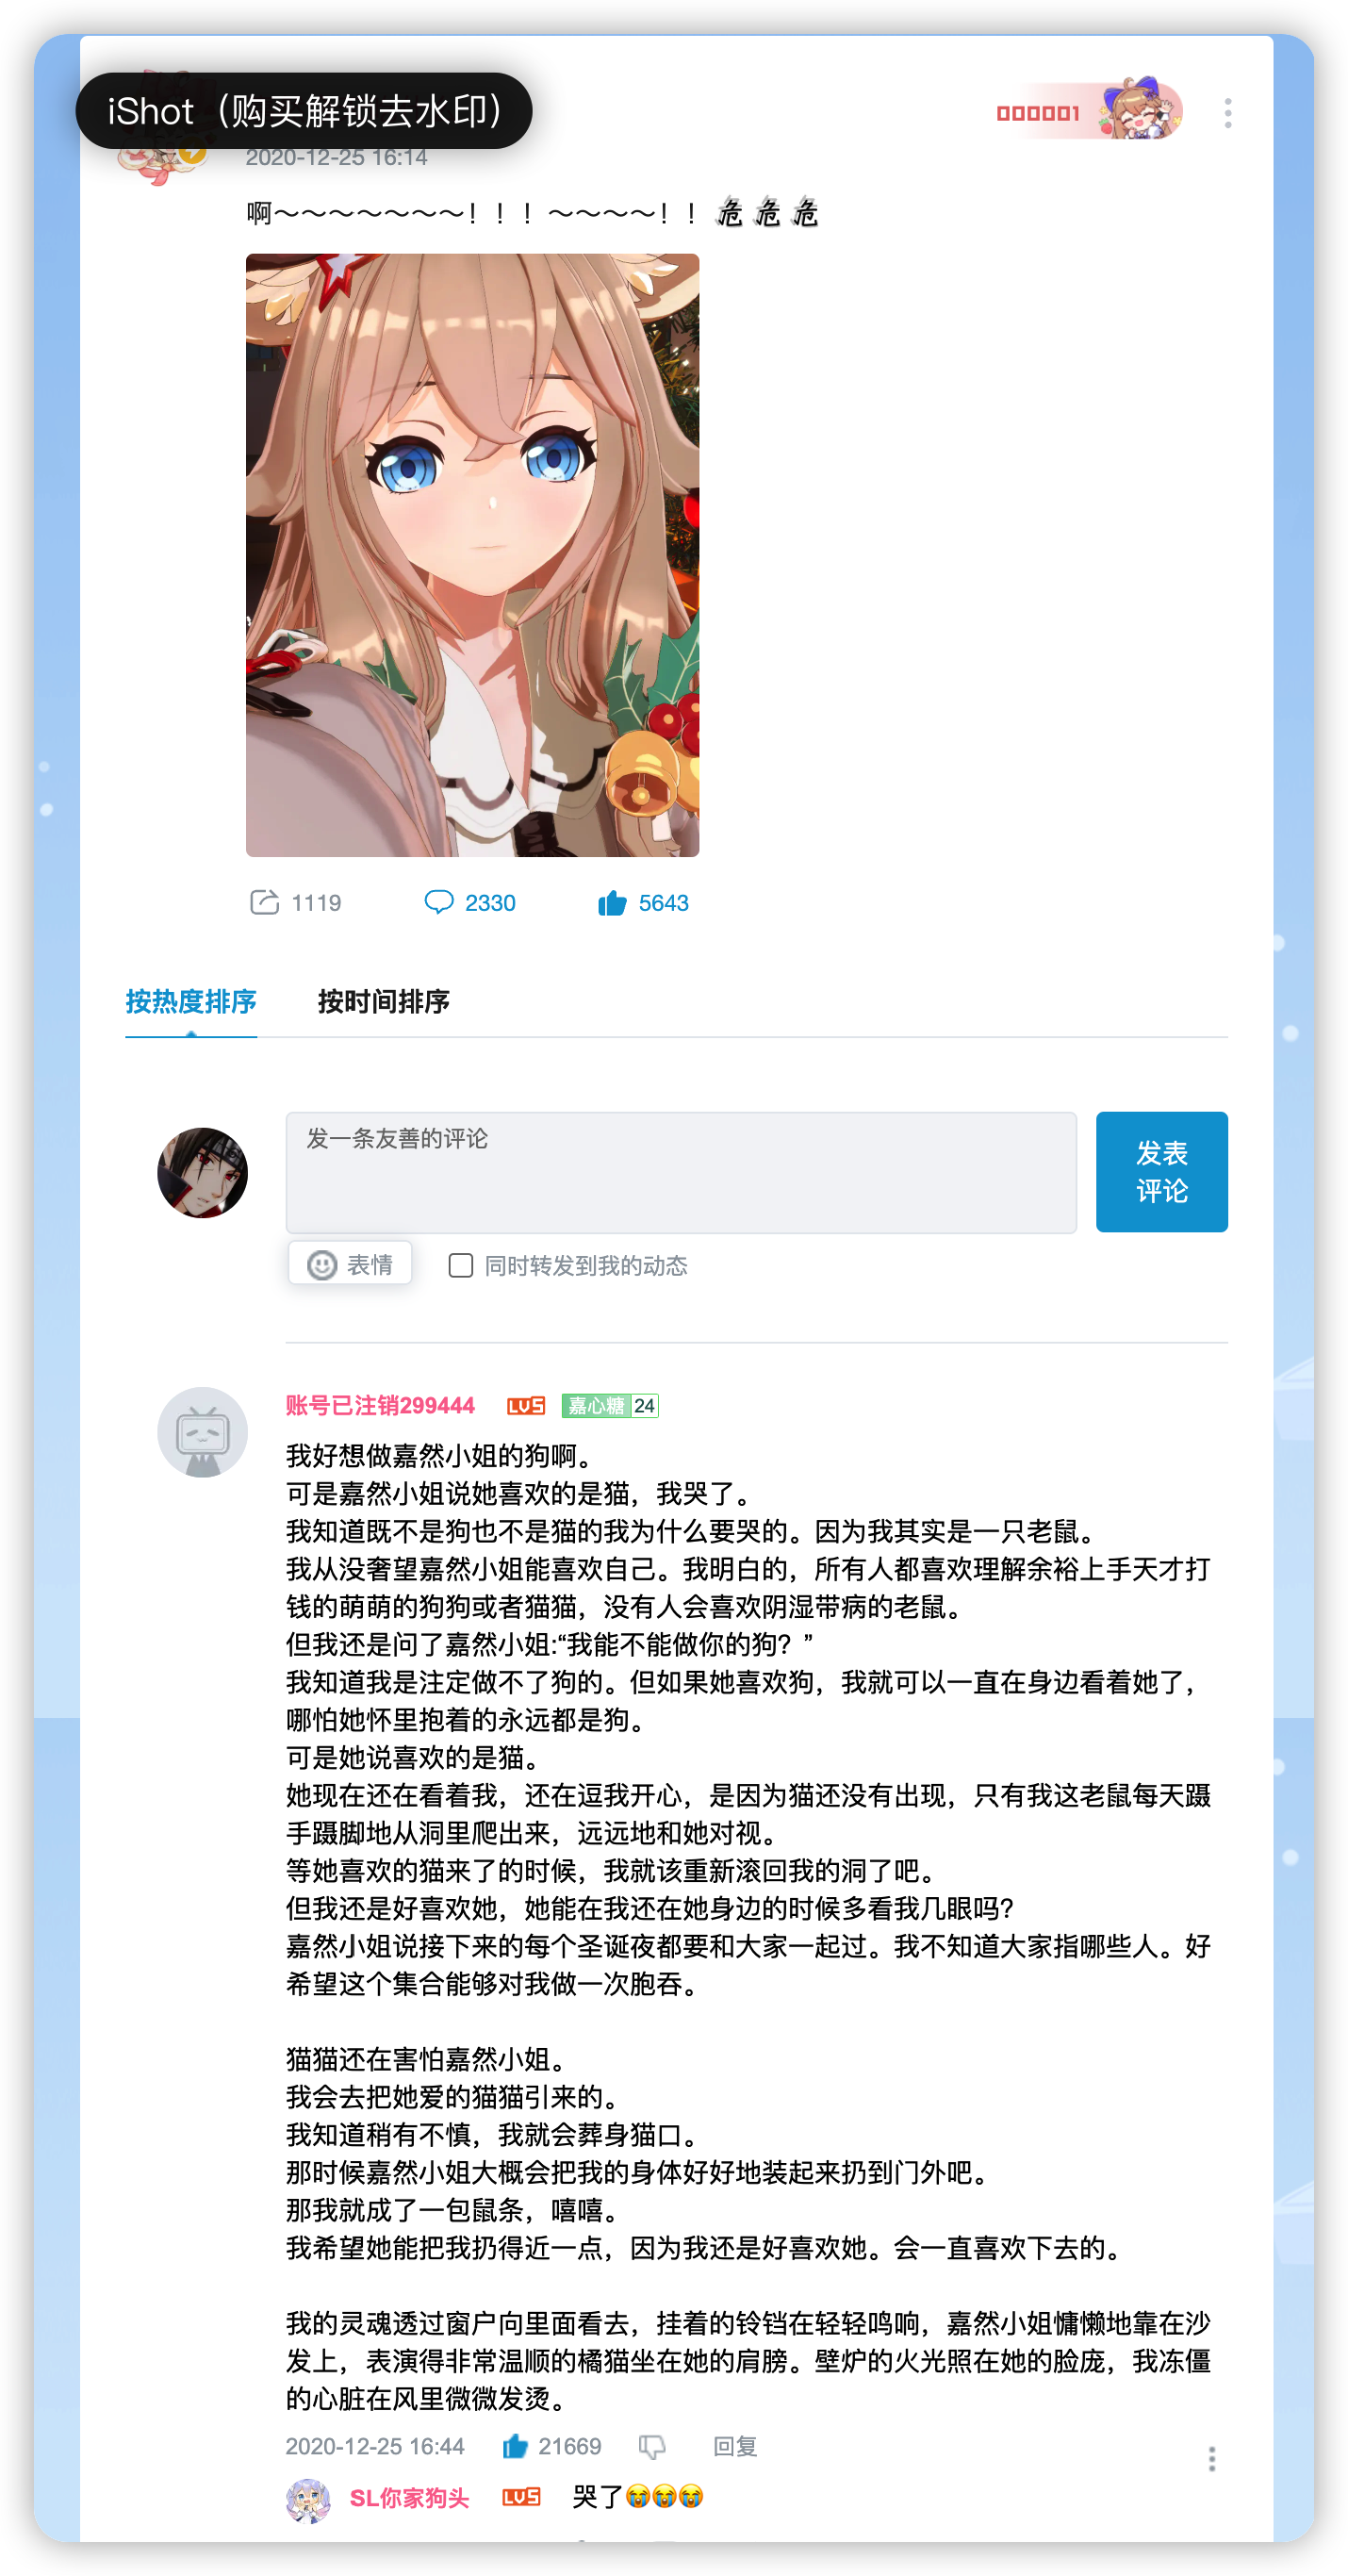 iShot（购买解锁去水印）
000001
2020-12-25 16:14
啊～～～～～～～！！！～～～～！！危危危
1119 2330 5643
按热度排序 按时间排序
发一条友善的评论
发表
评论
表情 同时转发到我的动态
账号已注销299444 LV5 嘉心糖 24
我好想做嘉然小姐的狗啊。
可是嘉然小姐说她喜欢的是猫，我哭了。
我知道既不是狗也不是猫的我为什么要哭的。因为我其实是一只老鼠。
我从没奢望嘉然小姐能喜欢自己。我明白的，所有人都喜欢理解余裕上手天才打
钱的萌萌的狗狗或者猫猫，没有人会喜欢阴湿带病的老鼠。
但我还是问了嘉然小姐:“我能不能做你的狗？”
我知道我是注定做不了狗的。但如果她喜欢狗，我就可以一直在身边看着她了，
哪怕她怀里抱着的永远都是狗。
可是她说喜欢的是猫。
她现在还在看着我，还在逗我开心，是因为猫还没有出现，只有我这老鼠每天蹑
手蹑脚地从洞里爬出来，远远地和她对视。
等她喜欢的猫来了的时候，我就该重新滚回我的洞了吧。
但我还是好喜欢她，她能在我还在她身边的时候多看我几眼吗？
嘉然小姐说接下来的每个圣诞夜都要和大家一起过。我不知道大家指哪些人。好
希望这个集合能够对我做一次胞吞。
猫猫还在害怕嘉然小姐。
我会去把她爱的猫猫引来的。
我知道稍有不慎，我就会葬身猫口。
那时候嘉然小姐大概会把我的身体好好地装起来扔到门外吧。
那我就成了一包鼠条，嘻嘻。
我希望她能把我扔得近一点，因为我还是好喜欢她。会一直喜欢下去的。
我的灵魂透过窗户向里面看去，挂着的铃铛在轻轻鸣响，嘉然小姐慵懒地靠在沙
发上，表演得非常温顺的橘猫坐在她的肩膀。壁炉的火光照在她的脸庞，我冻僵
的心脏在风里微微发烫。
2020-12-25 16:44 21669 回复
SL你家狗头 LV5 哭了😭😭😭